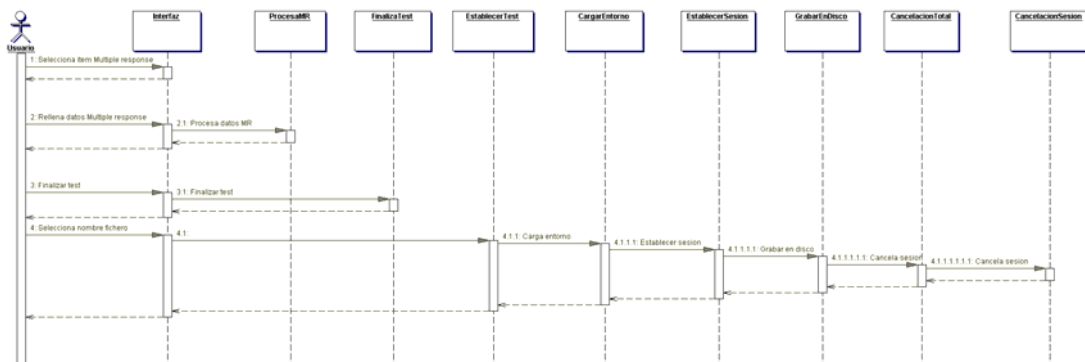 Interfaz
ProcesaMR
FinalizaTest
EstablecerTest
CargarEntorno
EstablecerSesion
GrabarEnDisco
CancelacionTotal
CancelacionSesion
Usuario
1: Selecciona item Multiple response
2: Rellena datos Multiple response
2.1: Procesa datos MR
3: Finalizar test
3.1: Finalizar test
4: Selecciona nombre fichero
4.1:
4.1.1: Carga entorno
4.1.1.1: Establecer sesion
4.1.1.1.1: Grabar en disco
4.1.1.1.1.1: Cancela sesion
4.1.1.1.1.1.1: Cancela sesion